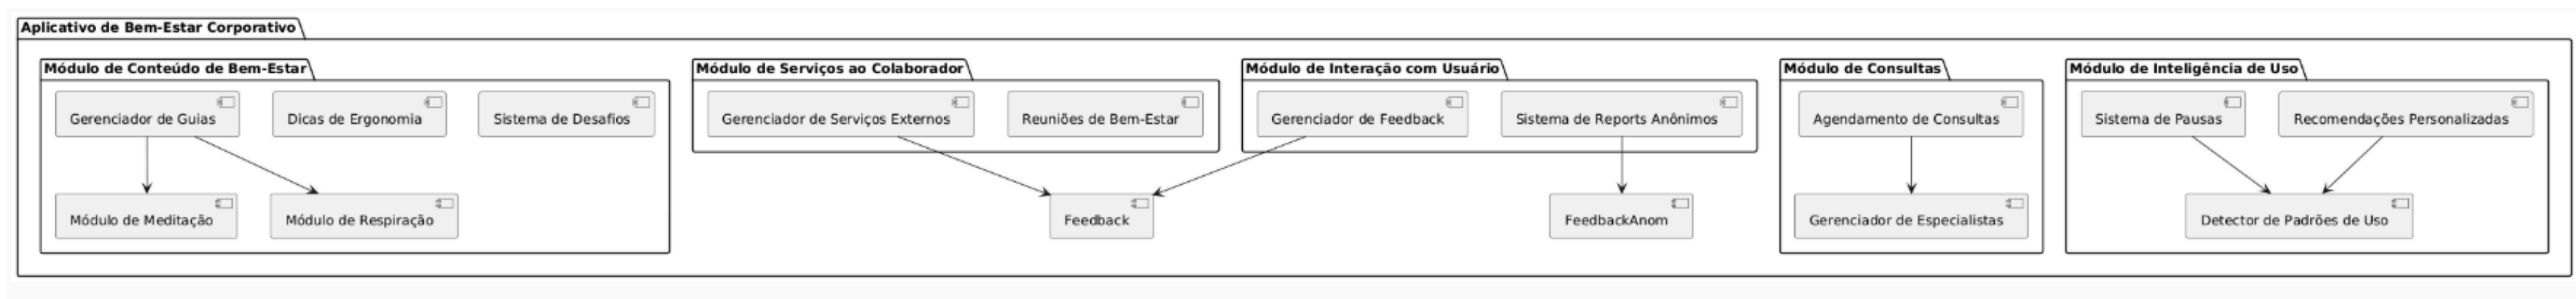 Aplicativo de Bem-Estar Corporativo
Módulo de Conteúdo de Bem-Estar
Gerenciador de Guias
Dicas de Ergonomia
Sistema de Desafios
Módulo de Meditação
Módulo de Respiração
Módulo de Serviços ao Colaborador
Gerenciador de Serviços Externos
Reuniões de Bem-Estar
Módulo de Interação com Usuário
Gerenciador de Feedback
Sistema de Reports Anônimos
Feedback
FeedbackAnom
Módulo de Consultas
Agendamento de Consultas
Gerenciador de Especialistas
Módulo de Inteligência de Uso
Sistema de Pausas
Recomendações Personalizadas
Detector de Padrões de Uso